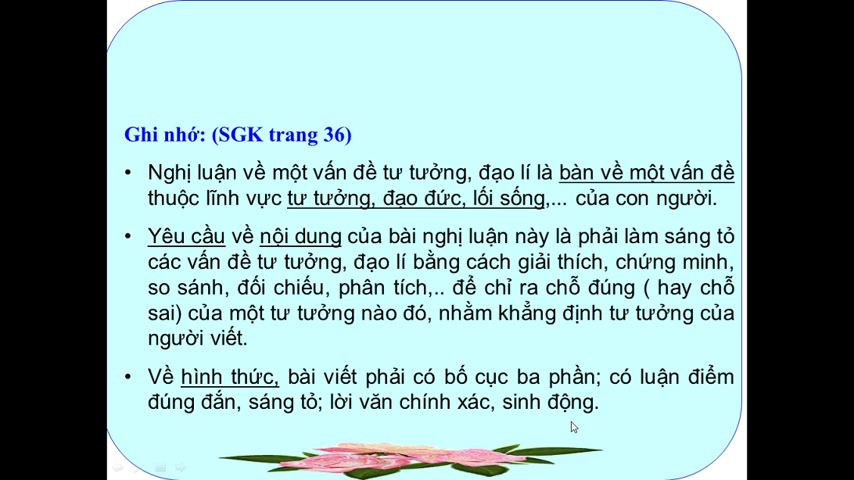 Ghi nhớ: (SGK trang 36)
• Nghị luận về một vấn đề tư tưởng, đạo lí là bàn về một vấn đề
thuộc lĩnh vực tư tưởng, đạo đức, lối sống,... của con người.
• Yêu cầu về nội dung của bài nghị luận này là phải làm sáng tỏ
các vấn đề tư tưởng, đạo lí bằng cách giải thích, chứng minh,
so sánh, đối chiếu, phân tích,.. để chỉ ra chỗ đúng ( hay chỗ
sai) của một tư tưởng nào đó, nhằm khẳng định tư tưởng của
người viết.
• Về hình thức, bài viết phải có bố cục ba phần; có luận điểm
đúng đắn, sáng tỏ; lời văn chính xác, sinh động.